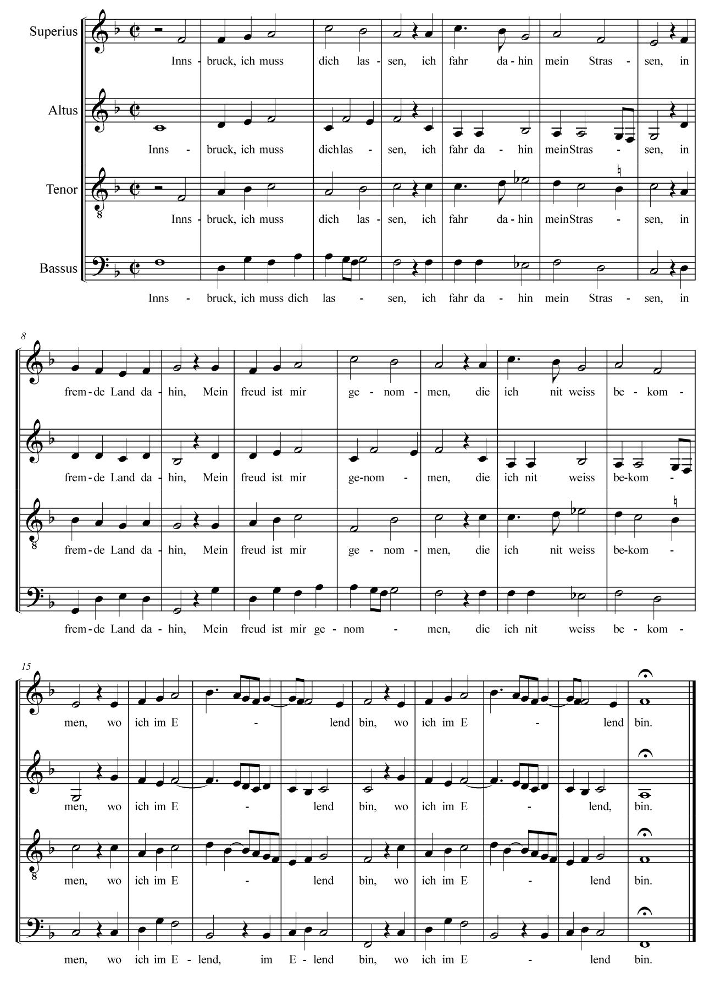 Superius
Inns - bruck, ich muss dich las - sen, ich fahr da - hin mein Stras - sen, in
Altus
Inns - bruck, ich muss dich las - sen, ich fahr da - hin mein Stras - sen, in
Tenor
8
Inns - bruck, ich muss dich las - sen, ich fahr da - hin mein Stras - sen, in
Bassus
Inns - bruck, ich muss dich las - sen, ich fahr da - hin mein Stras - sen, in
8
frem - de Land da - hin, Mein freud ist mir ge - nom - men, die ich nit weiss be - kom -
frem - de Land da - hin, Mein freud ist mir ge - nom - men, die ich nit weiss be - kom -
8
frem - de Land da - hin, Mein freud ist mir ge - nom - men, die ich nit weiss be - kom -
frem - de Land da - hin, Mein freud ist mir ge - nom - men, die ich nit weiss be - kom -
15
men, wo ich im E - lend bin, wo ich im E - lend bin.
men, wo ich im E - lend bin, wo ich im E - lend, bin.
8
men, wo ich im E - lend bin, wo ich im E - lend bin.
men, wo ich im E - lend, im E - lend bin, wo ich im E - lend bin.